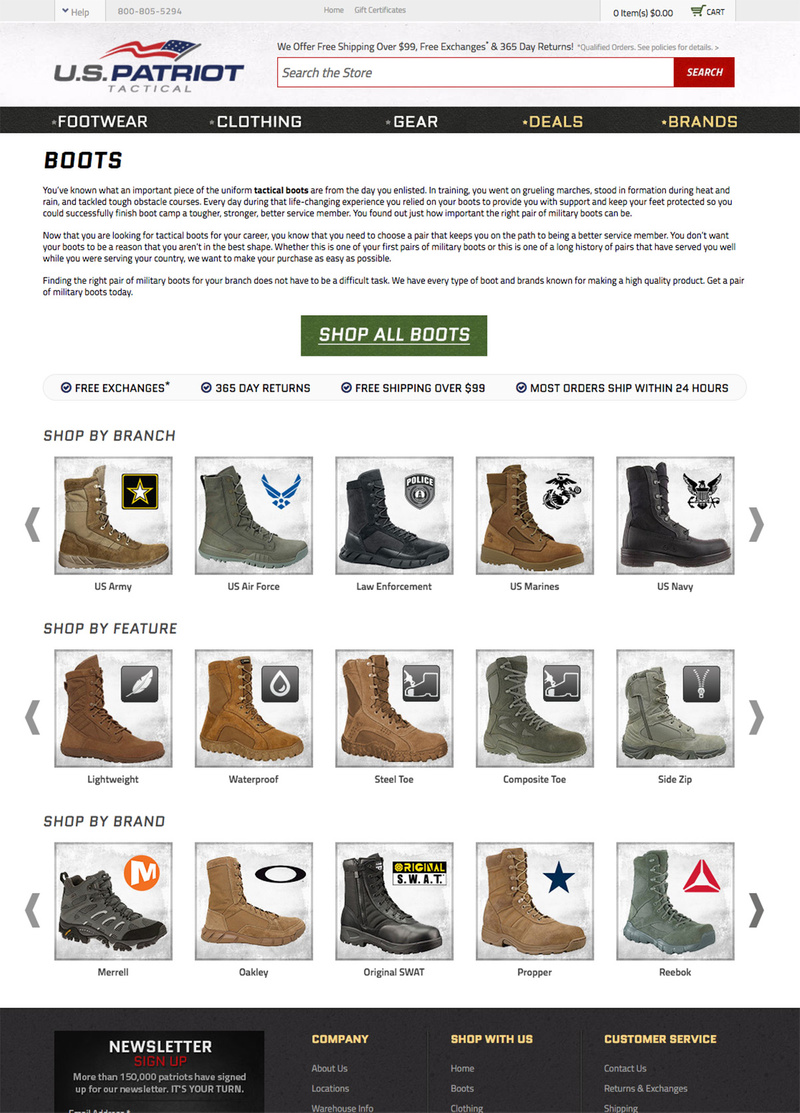 Help
800-805-5294
Home
Gift Certificates
0 Item(s) $0.00
CART
U.S. PATRIOT
TACTICAL
We Offer Free Shipping Over $99, Free Exchanges* & 365 Day Returns! *Qualified Orders. See policies for details. >
Search the Store
SEARCH
FOOTWEAR
CLOTHING
GEAR
DEALS
BRANDS
BOOTS
You've known what an important piece of the uniform tactical boots are from the day you enlisted. In training, you went on grueling marches, stood in formation during heat and
rain, and tackled tough obstacle courses. Every day during that life-changing experience you relied on your boots to provide you with support and keep your feet protected so you
could successfully finish boot camp a tougher, stronger, better service member. You found out just how important the right pair of military boots can be.
Now that you are looking for tactical boots for your career, you know that you need to choose a pair that keeps you on the path to being a better service member. You don't want
your boots to be a reason that you aren't in the best shape. Whether this is one of your first pairs of military boots or this is one of a long history of pairs that have served you well
while you were serving your country, we want to make your purchase as easy as possible.
Finding the right pair of military boots for your branch does not have to be a difficult task. We have every type of boot and brands known for making a high quality product. Get a pair
of military boots today.
SHOP ALL BOOTS
FREE EXCHANGES*
365 DAY RETURNS
FREE SHIPPING OVER $99
MOST ORDERS SHIP WITHIN 24 HOURS
SHOP BY BRANCH
POLICE
US Army
US Air Force
Law Enforcement
US Marines
US Navy
SHOP BY FEATURE
Lightweight
Waterproof
Steel Toe
Composite Toe
Side Zip
SHOP BY BRAND
M
ORIGINAL
S.W.A.T.
Merrell
Oakley
Original SWAT
Propper
Reebok
NEWSLETTER
SIGN UP
More than 150,000 patriots have signed
up for our newsletter. IT'S YOUR TURN.
Email Address *
COMPANY
About Us
Locations
Warehouse Info
SHOP WITH US
Home
Boots
Clothing
CUSTOMER SERVICE
Contact Us
Returns & Exchanges
Shipping